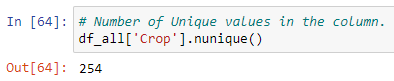 In [64]: # Number of Unique values in the column.
df_all['Crop'].nunique()
Out[64]: 254